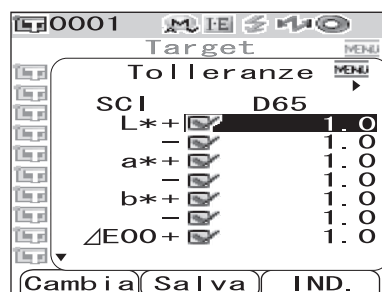 0001 M I·E
Target MENU
Tolleranze MENU
SCI D65
L*+ 1.0
− 1.0
a*+ 1.0
− 1.0
b*+ 1.0
− 1.0
⊿E00+ 1.0
Cambia Salva IND.